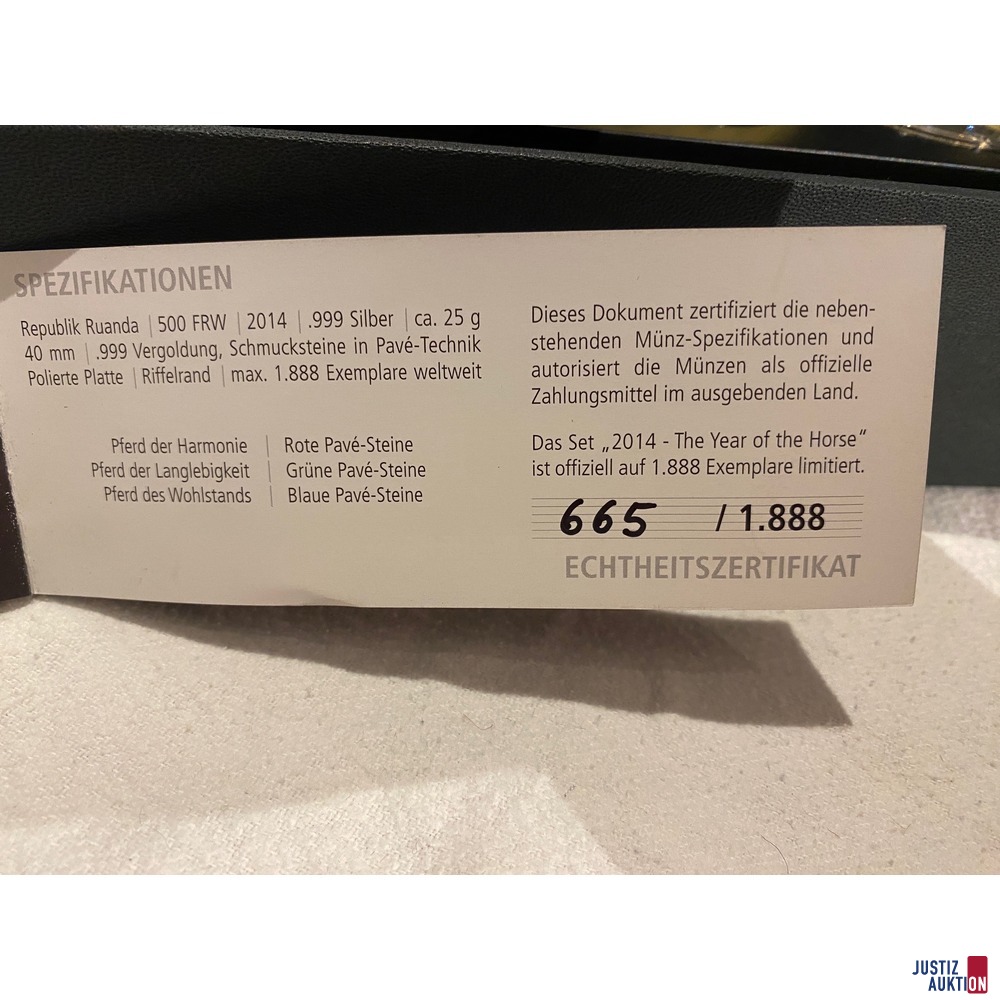 SPEZIFIKATIONEN
Republik Ruanda | 500 FRW | 2014 | .999 Silber | ca. 25 g
40 mm | .999 Vergoldung, Schmucksteine in Pavé-Technik
Polierte Platte | Riffelrand | max. 1.888 Exemplare weltweit
Pferd der Harmonie | Rote Pavé-Steine
Pferd der Langlebigkeit | Grüne Pavé-Steine
Pferd des Wohlstands | Blaue Pavé-Steine
Dieses Dokument zertifiziert die neben-
stehenden Münz-Spezifikationen und
autorisiert die Münzen als offizielle
Zahlungsmittel im ausgebenden Land.
Das Set „2014 - The Year of the Horse“
ist offiziell auf 1.888 Exemplare limitiert.
665 / 1.888
ECHTHEITSZERTIFIKAT
JUSTIZ
AUKTION